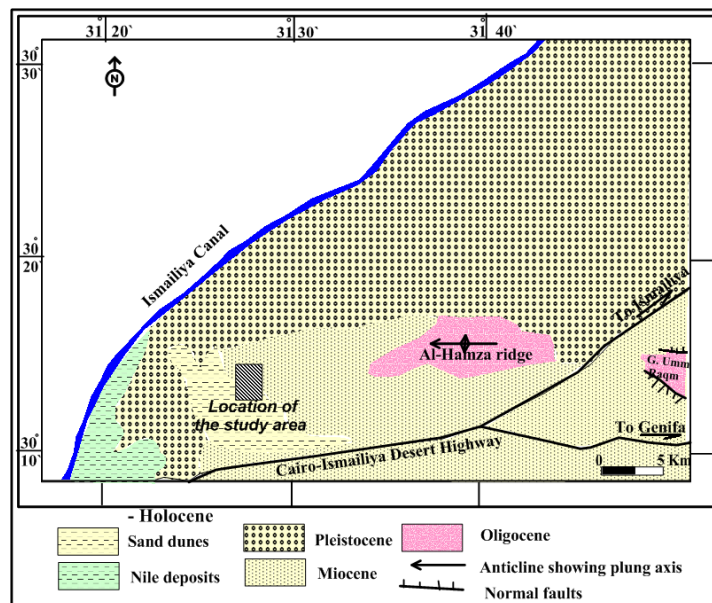 31° 20`
31° 30`
31° 40`
30°
30`
N
Ismailiya Canal
20
To Ismailiya
Al-Hamza ridge
G. Umm
Raqm
Location of
the study area
To Genifa
30°
10`
Cairo-Ismailiya Desert Highway
0 5 Km
- Holocene
Sand dunes
Pleistocene
Oligocene
Nile deposits
Miocene
Anticline showing plung axis
Normal faults